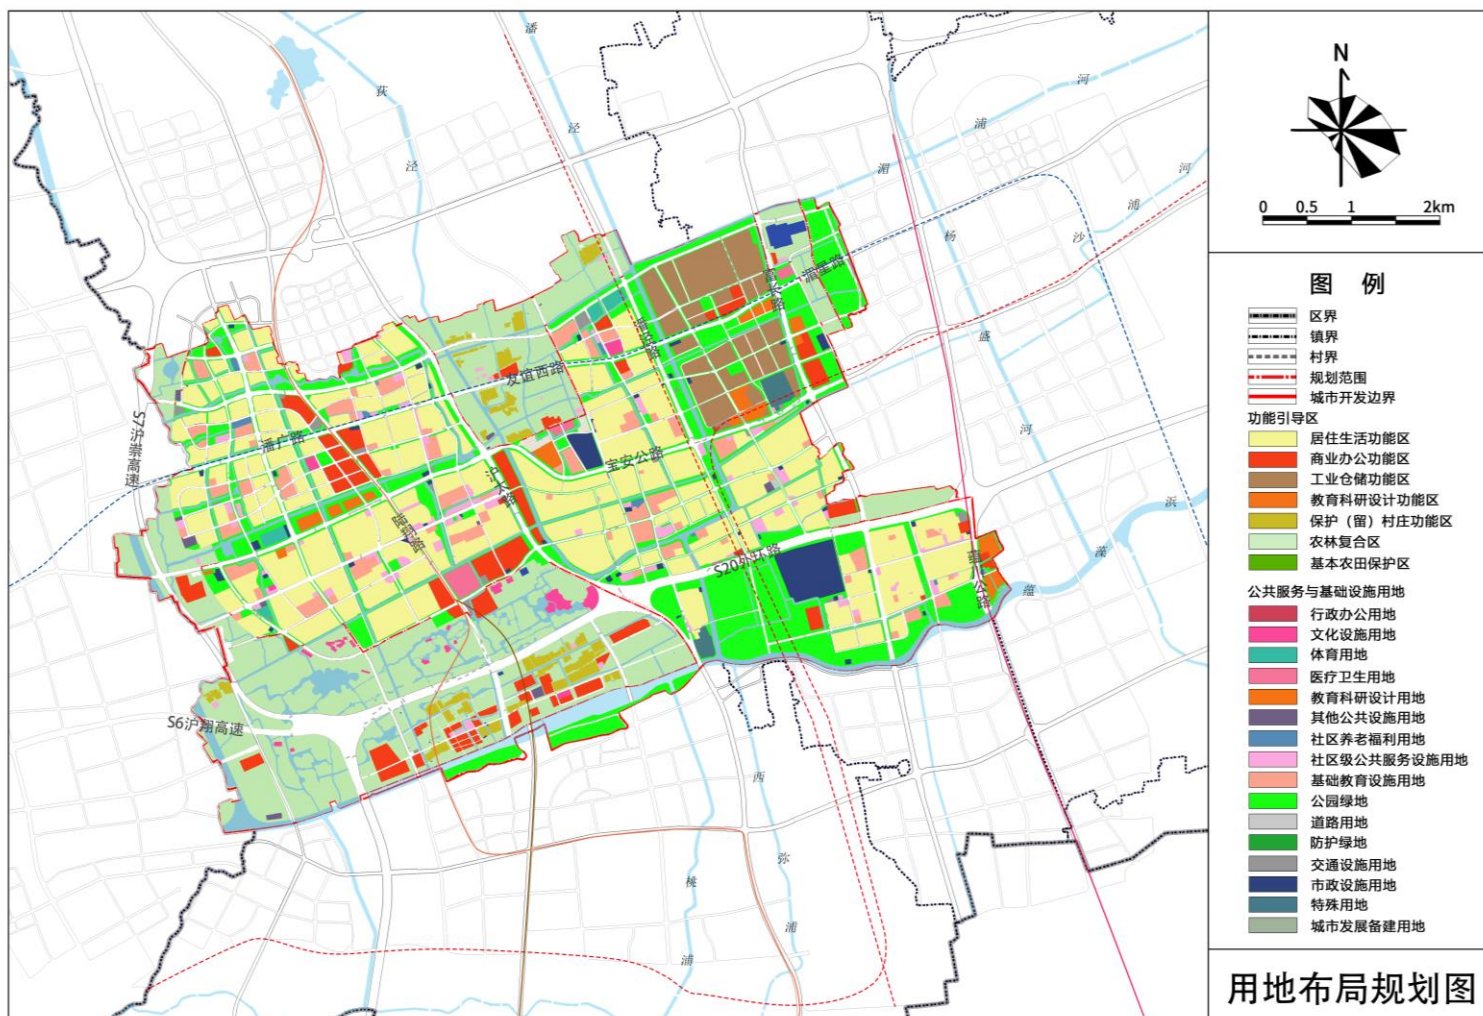 潘
荻
泾
泾
河
浦
湄
河
浦
杨
沙
盛
河
浜
藻
蕴
湄星路
富长路
陆翔路
友谊西路
潘广路
S7沪崇高速
宝安公路
沪太路
S20外环路
S6沪翔高速
西
弥
浦
桃
浦
N
0 0.5 1 2km
图 例
区界
镇界
村界
规划范围
城市开发边界
功能引导区
居住生活功能区
商业办公功能区
工业仓储功能区
教育科研设计功能区
保护（留）村庄功能区
农林复合区
基本农田保护区
公共服务与基础设施用地
行政办公用地
文化设施用地
体育用地
医疗卫生用地
教育科研设计用地
其他公共设施用地
社区养老福利用地
社区级公共服务设施用地
基础教育设施用地
公园绿地
道路用地
防护绿地
交通设施用地
市政设施用地
特殊用地
城市发展备建用地
用地布局规划图